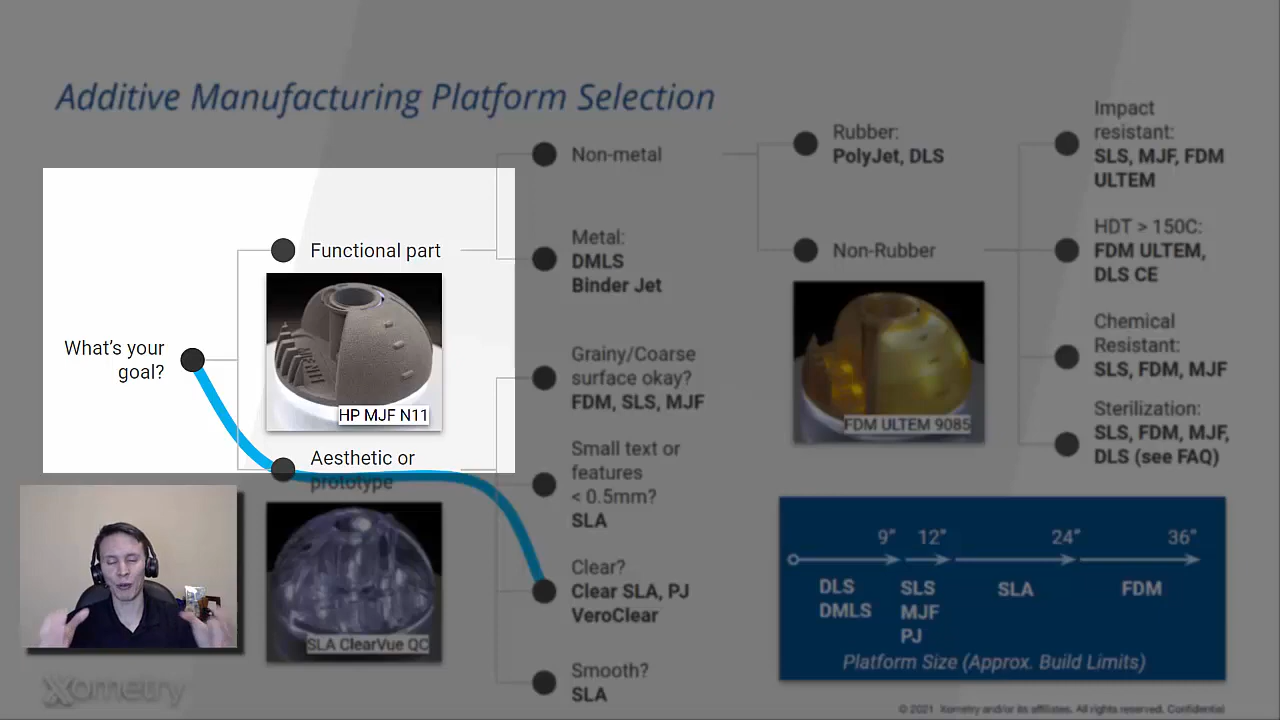 Additive Manufacturing Platform Selection
What's your
goal?
Functional part
HP MJF N11
Aesthetic or
prototype
SLA ClearVue QC
Non-metal
Metal:
DMLS
Binder Jet
Grainy/Coarse
surface okay?
FDM, SLS, MJF
Small text or
features
< 0.5mm?
SLA
Clear?
Clear SLA, PJ
VeroClear
Smooth?
SLA
Rubber:
PolyJet, DLS
Non-Rubber
FDM ULTEM 9085
Impact
resistant:
SLS, MJF, FDM
ULTEM
HDT > 150C:
FDM ULTEM,
DLS CE
Chemical
Resistant:
SLS, FDM, MJF
Sterilization:
SLS, FDM, MJF,
DLS (see FAQ)
9" 12" 24" 36"
DLS
DMLS
SLS
MJF
PJ
SLA
FDM
Platform Size (Approx. Build Limits)
Xometry
© 2021 Xometry and/or its affiliates. All rights reserved. Confidential